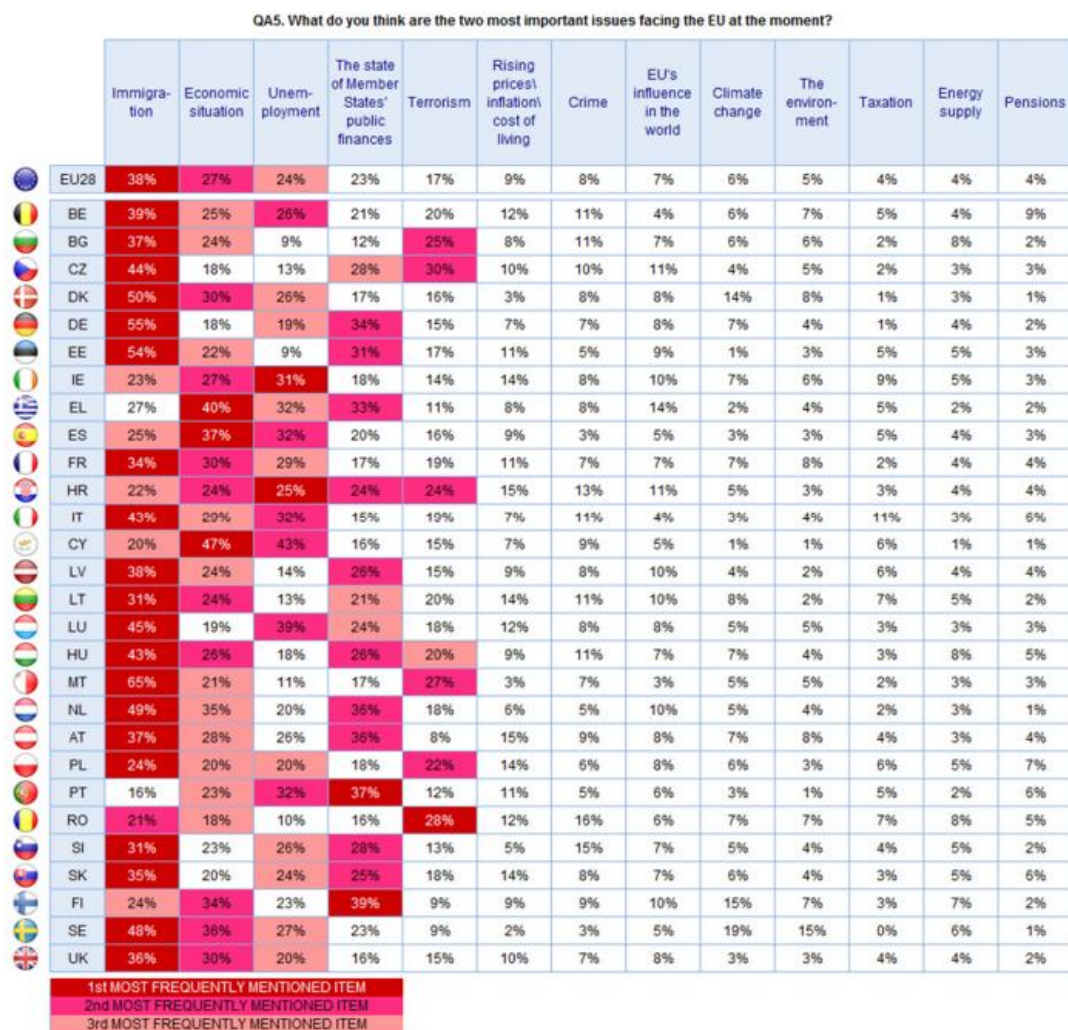 QA5. What do you think are the two most important issues facing the EU at the moment?
Immigra-tion Economic situation Unem-ployment The state of Member States' public finances Terrorism Rising prices\ inflation\ cost of living Crime EU's influence in the world Climate change The environ-ment Taxation Energy supply Pensions
EU28 38% 27% 24% 23% 17% 9% 8% 7% 6% 5% 4% 4% 4%
BE 39% 25% 26% 21% 20% 12% 11% 4% 6% 7% 5% 4% 9%
BG 37% 24% 9% 12% 25% 8% 11% 7% 6% 6% 2% 8% 2%
CZ 44% 18% 13% 28% 30% 10% 10% 11% 4% 5% 2% 3% 3%
DK 50% 30% 26% 17% 16% 3% 8% 8% 14% 8% 1% 3% 1%
DE 55% 18% 19% 34% 15% 7% 7% 8% 7% 4% 1% 4% 2%
EE 54% 22% 9% 31% 17% 11% 5% 9% 1% 3% 5% 5% 3%
IE 23% 27% 31% 18% 14% 14% 8% 10% 7% 6% 9% 5% 3%
EL 27% 40% 32% 33% 11% 8% 8% 14% 2% 4% 5% 2% 2%
ES 25% 37% 32% 20% 16% 9% 3% 5% 3% 3% 5% 4% 3%
FR 34% 30% 29% 17% 19% 11% 7% 7% 7% 8% 2% 4% 4%
HR 22% 24% 25% 24% 24% 15% 13% 11% 5% 3% 3% 4% 4%
IT 43% 29% 32% 15% 19% 7% 11% 4% 3% 4% 11% 3% 6%
CY 20% 47% 43% 16% 15% 7% 9% 5% 1% 1% 6% 1% 1%
LV 38% 24% 14% 26% 15% 9% 8% 10% 4% 2% 6% 4% 4%
LT 31% 24% 13% 21% 20% 14% 11% 10% 8% 2% 7% 5% 2%
LU 45% 19% 39% 24% 18% 12% 8% 8% 5% 5% 3% 3% 3%
HU 43% 26% 18% 26% 20% 9% 11% 7% 7% 4% 3% 8% 5%
MT 65% 21% 11% 17% 27% 3% 7% 3% 5% 5% 2% 3% 3%
NL 49% 35% 20% 36% 18% 6% 5% 10% 5% 4% 2% 3% 1%
AT 37% 28% 26% 36% 8% 15% 9% 8% 7% 8% 4% 3% 4%
PL 24% 20% 20% 18% 22% 14% 6% 8% 6% 3% 6% 5% 7%
PT 16% 23% 32% 37% 12% 11% 5% 6% 3% 1% 5% 2% 6%
RO 21% 18% 10% 16% 28% 12% 16% 6% 7% 7% 7% 8% 5%
SI 31% 23% 26% 28% 13% 5% 15% 7% 5% 4% 4% 5% 2%
SK 35% 20% 24% 25% 18% 14% 8% 7% 6% 4% 3% 5% 6%
FI 24% 34% 23% 39% 9% 9% 9% 10% 15% 7% 3% 7% 2%
SE 48% 36% 27% 23% 9% 2% 3% 5% 19% 15% 0% 6% 1%
UK 36% 30% 20% 16% 15% 10% 7% 8% 3% 3% 4% 4% 2%
1st MOST FREQUENTLY MENTIONED ITEM
2nd MOST FREQUENTLY MENTIONED ITEM
3rd MOST FREQUENTLY MENTIONED ITEM